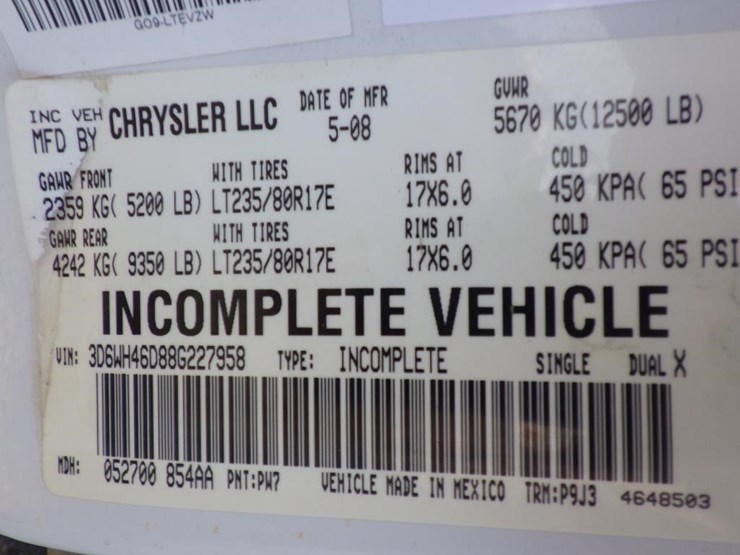 GO9-LTEVZW
INC VEH MFD BY CHRYSLER LLC DATE OF MFR 5-08 GVWR 5670 KG(12500 LB)
GAWR FRONT WITH TIRES RIMS AT COLD
2359 KG( 5200 LB) LT235/80R17E 17X6.0 450 KPA( 65 PSI
GAWR REAR WITH TIRES RIMS AT COLD
4242 KG( 9350 LB) LT235/80R17E 17X6.0 450 KPA( 65 PSI
INCOMPLETE VEHICLE
VIN: 3D6WH46D88G227958 TYPE: INCOMPLETE SINGLE DUAL X
MDH: 052700 854AA PNT:PW7 VEHICLE MADE IN MEXICO TRM:P9J3 4648503